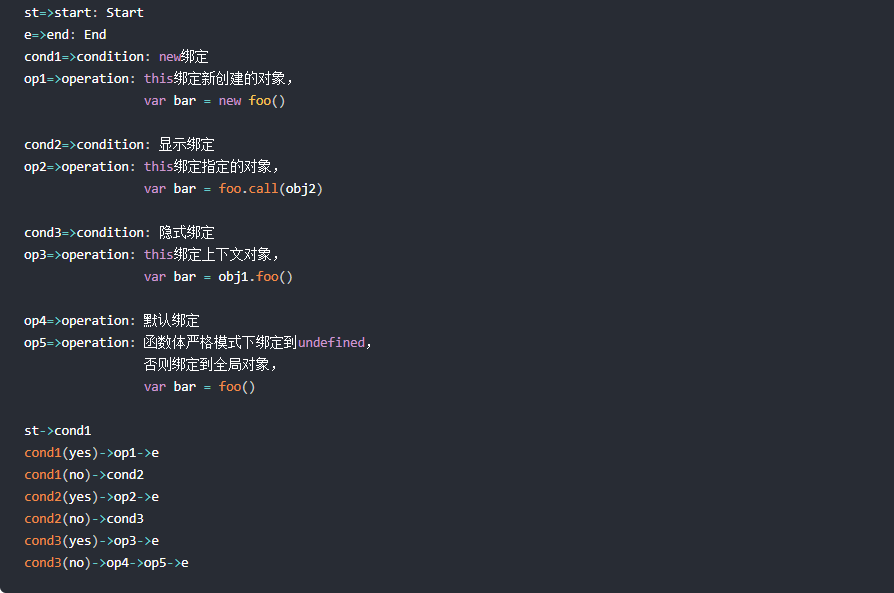 st=>start: Start
e=>end: End
cond1=>condition: new绑定
op1=>operation: this绑定新创建的对象，
var bar = new foo()
cond2=>condition: 显示绑定
op2=>operation: this绑定指定的对象，
var bar = foo.call(obj2)
cond3=>condition: 隐式绑定
op3=>operation: this绑定上下文对象，
var bar = obj1.foo()
op4=>operation: 默认绑定
op5=>operation: 函数体严格模式下绑定到undefined，
否则绑定到全局对象，
var bar = foo()
st->cond1
cond1(yes)->op1->e
cond1(no)->cond2
cond2(yes)->op2->e
cond2(no)->cond3
cond3(yes)->op3->e
cond3(no)->op4->op5->e